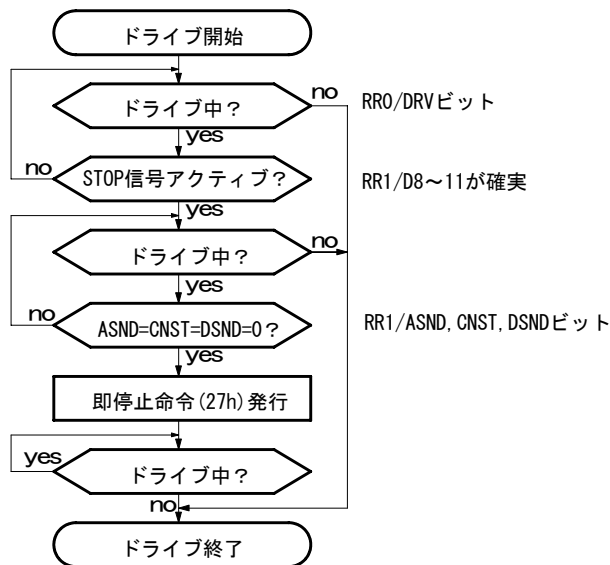 ドライブ開始
ドライブ中？
no
RR0/DRVビット
yes
no
STOP信号アクティブ？
RR1/D8～11が確実
yes
ドライブ中？
no
yes
no
ASND=CNST=DSND=0？
RR1/ASND,CNST,DSNDビット
yes
即停止命令(27h)発行
yes
ドライブ中？
no
ドライブ終了